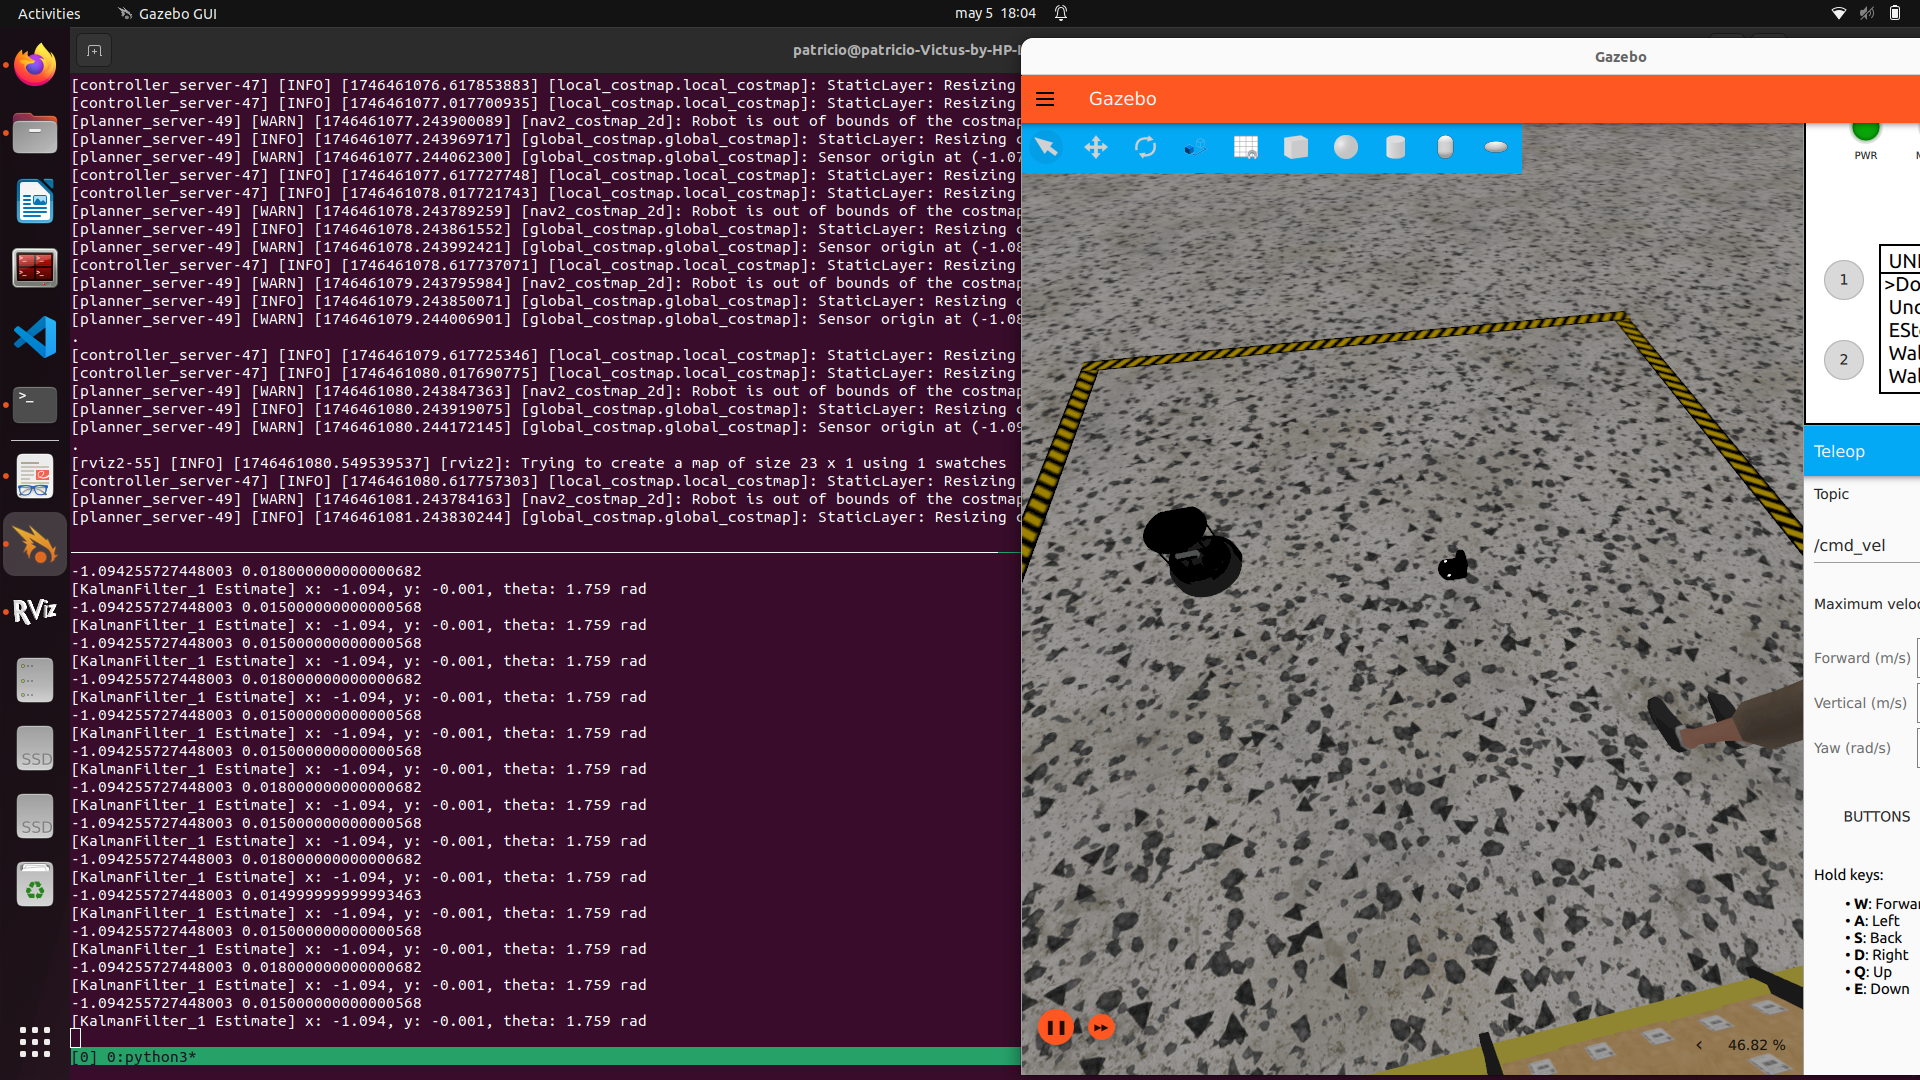 Activities
Gazebo GUI
may 5 18:04
patricio@patricio-Victus-by-HP-
[controller_server-47] [INFO] [1746461076.617853883] [local_costmap.local_costmap]: StaticLayer: Resizing
[controller_server-47] [INFO] [1746461077.017700935] [local_costmap.local_costmap]: StaticLayer: Resizing
[planner_server-49] [WARN] [1746461077.243900089] [nav2_costmap_2d]: Robot is out of bounds of the costmap
[planner_server-49] [INFO] [1746461077.243969717] [global_costmap.global_costmap]: StaticLayer: Resizing
[planner_server-49] [WARN] [1746461077.244062300] [global_costmap.global_costmap]: Sensor origin at (-1.07
[controller_server-47] [INFO] [1746461077.617727748] [local_costmap.local_costmap]: StaticLayer: Resizing
[controller_server-47] [INFO] [1746461078.017721743] [local_costmap.local_costmap]: StaticLayer: Resizing
[planner_server-49] [WARN] [1746461078.243789259] [nav2_costmap_2d]: Robot is out of bounds of the costmap
[planner_server-49] [INFO] [1746461078.243861552] [global_costmap.global_costmap]: StaticLayer: Resizing
[planner_server-49] [WARN] [1746461078.243992421] [global_costmap.global_costmap]: Sensor origin at (-1.08
[controller_server-47] [INFO] [1746461078.617737071] [local_costmap.local_costmap]: StaticLayer: Resizing
[planner_server-49] [WARN] [1746461079.243795984] [nav2_costmap_2d]: Robot is out of bounds of the costmap
[planner_server-49] [INFO] [1746461079.243850071] [global_costmap.global_costmap]: StaticLayer: Resizing
[planner_server-49] [WARN] [1746461079.244006901] [global_costmap.global_costmap]: Sensor origin at (-1.08
.
[controller_server-47] [INFO] [1746461079.617725346] [local_costmap.local_costmap]: StaticLayer: Resizing
[controller_server-47] [INFO] [1746461080.017690775] [local_costmap.local_costmap]: StaticLayer: Resizing
[planner_server-49] [WARN] [1746461080.243847363] [nav2_costmap_2d]: Robot is out of bounds of the costmap
[planner_server-49] [INFO] [1746461080.243919075] [global_costmap.global_costmap]: StaticLayer: Resizing
[planner_server-49] [WARN] [1746461080.244172145] [global_costmap.global_costmap]: Sensor origin at (-1.09
.
[rviz2-55] [INFO] [1746461080.549539537] [rviz2]: Trying to create a map of size 23 x 1 using 1 swatches
[controller_server-47] [INFO] [1746461080.617757303] [local_costmap.local_costmap]: StaticLayer: Resizing
[planner_server-49] [WARN] [1746461081.243784163] [nav2_costmap_2d]: Robot is out of bounds of the costmap
[planner_server-49] [INFO] [1746461081.243830244] [global_costmap.global_costmap]: StaticLayer: Resizing
-1.094255727448003 0.018000000000000682
[KalmanFilter_1 Estimate] x: -1.094, y: -0.001, theta: 1.759 rad
-1.094255727448003 0.015000000000000568
[KalmanFilter_1 Estimate] x: -1.094, y: -0.001, theta: 1.759 rad
-1.094255727448003 0.015000000000000568
[KalmanFilter_1 Estimate] x: -1.094, y: -0.001, theta: 1.759 rad
-1.094255727448003 0.018000000000000682
[KalmanFilter_1 Estimate] x: -1.094, y: -0.001, theta: 1.759 rad
-1.094255727448003 0.015000000000000568
[KalmanFilter_1 Estimate] x: -1.094, y: -0.001, theta: 1.759 rad
-1.094255727448003 0.015000000000000568
[KalmanFilter_1 Estimate] x: -1.094, y: -0.001, theta: 1.759 rad
-1.094255727448003 0.018000000000000682
[KalmanFilter_1 Estimate] x: -1.094, y: -0.001, theta: 1.759 rad
-1.094255727448003 0.015000000000000568
[KalmanFilter_1 Estimate] x: -1.094, y: -0.001, theta: 1.759 rad
-1.094255727448003 0.018000000000000682
[KalmanFilter_1 Estimate] x: -1.094, y: -0.001, theta: 1.759 rad
-1.094255727448003 0.014999999999993463
[KalmanFilter_1 Estimate] x: -1.094, y: -0.001, theta: 1.759 rad
-1.094255727448003 0.015000000000000568
[KalmanFilter_1 Estimate] x: -1.094, y: -0.001, theta: 1.759 rad
-1.094255727448003 0.018000000000000682
[KalmanFilter_1 Estimate] x: -1.094, y: -0.001, theta: 1.759 rad
-1.094255727448003 0.015000000000000568
[KalmanFilter_1 Estimate] x: -1.094, y: -0.001, theta: 1.759 rad
[0] 0:python3*
RViz
SSD
SSD
Gazebo
Gazebo
PWR
1
2
UN
>Do
Und
ESt
Wal
Wal
Teleop
Topic
/cmd_vel
Maximum veloc
Forward (m/s)
Vertical (m/s)
Yaw (rad/s)
BUTTONS
Hold keys:
• W: Forwar
• A: Left
• S: Back
• D: Right
• Q: Up
• E: Down
46.82 %